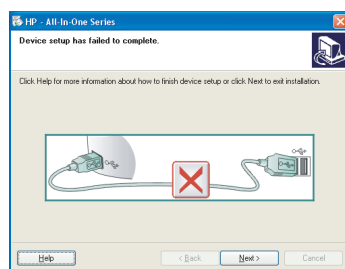 HP - All-In-One Series
Device setup has failed to complete.
Click Help for more information about how to finish device setup or click Next to exit installation.
Help
< Back
Next >
Cancel